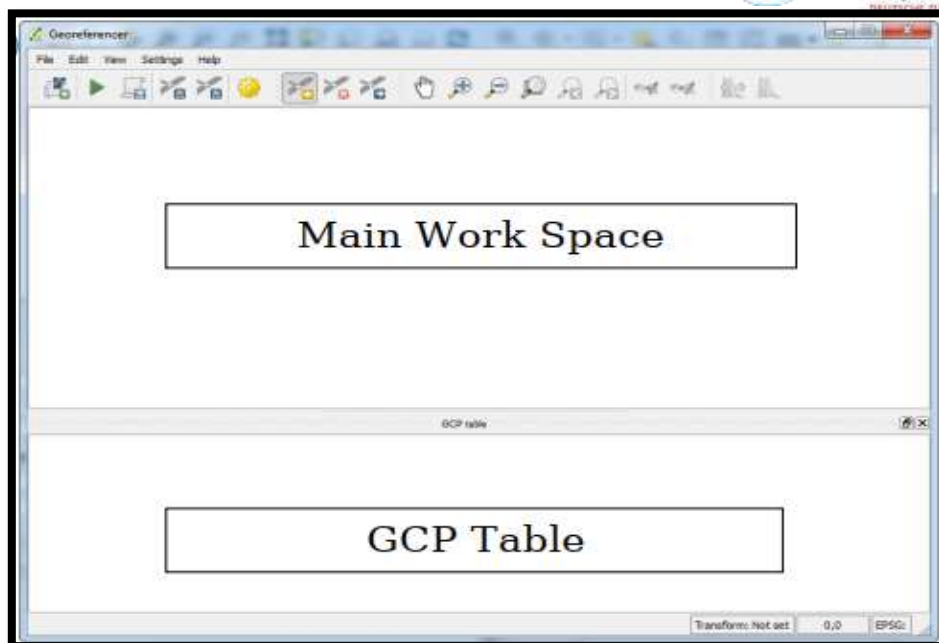 Georeferencer
File Edit View Settings Help
Main Work Space
GCP table
GCP Table
Transform: Not set 0,0 EPSG: